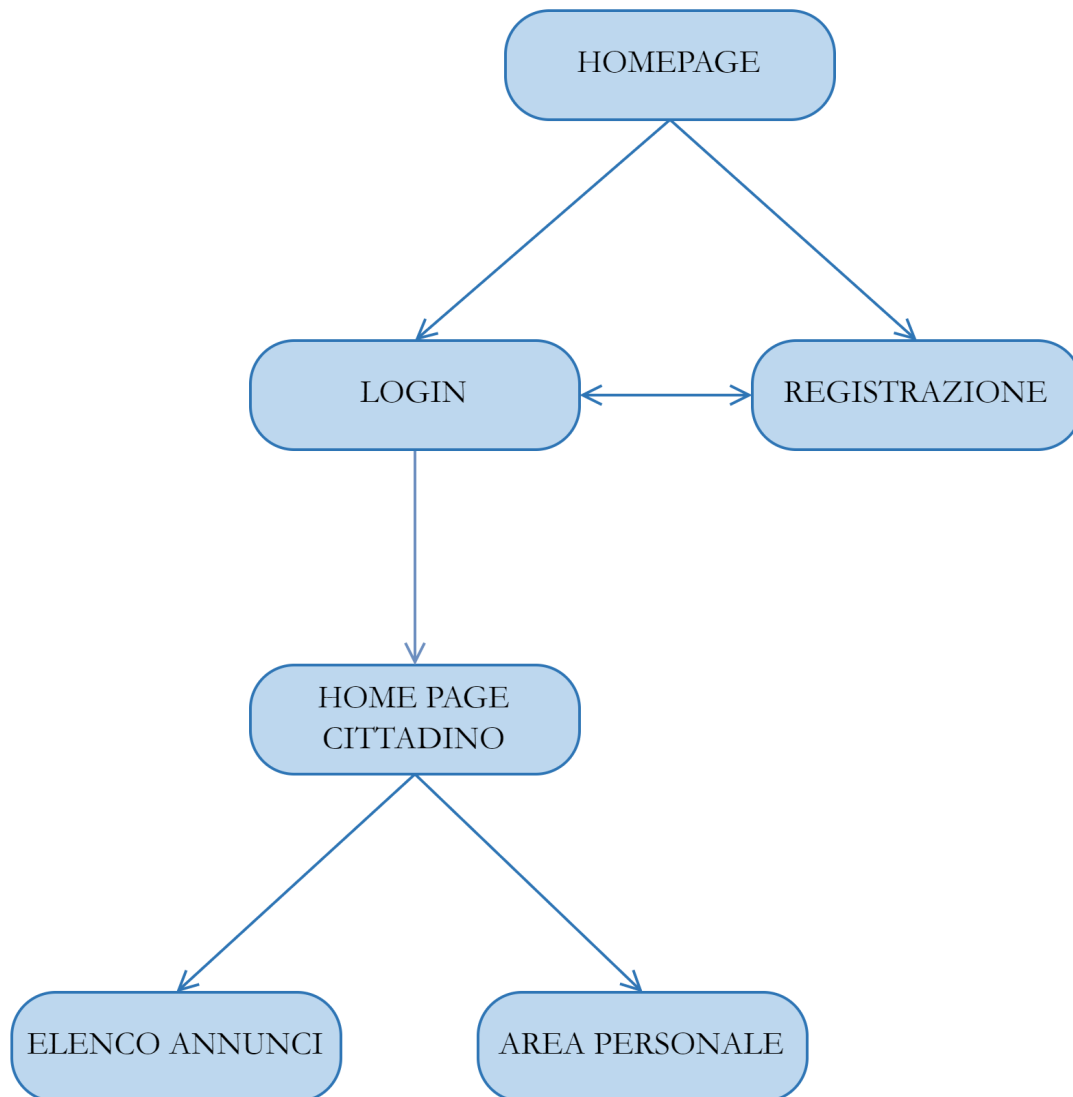 HOMEPAGE
LOGIN
REGISTRAZIONE
HOME PAGE
CITTADINO
ELENCO ANNUNCI
AREA PERSONALE